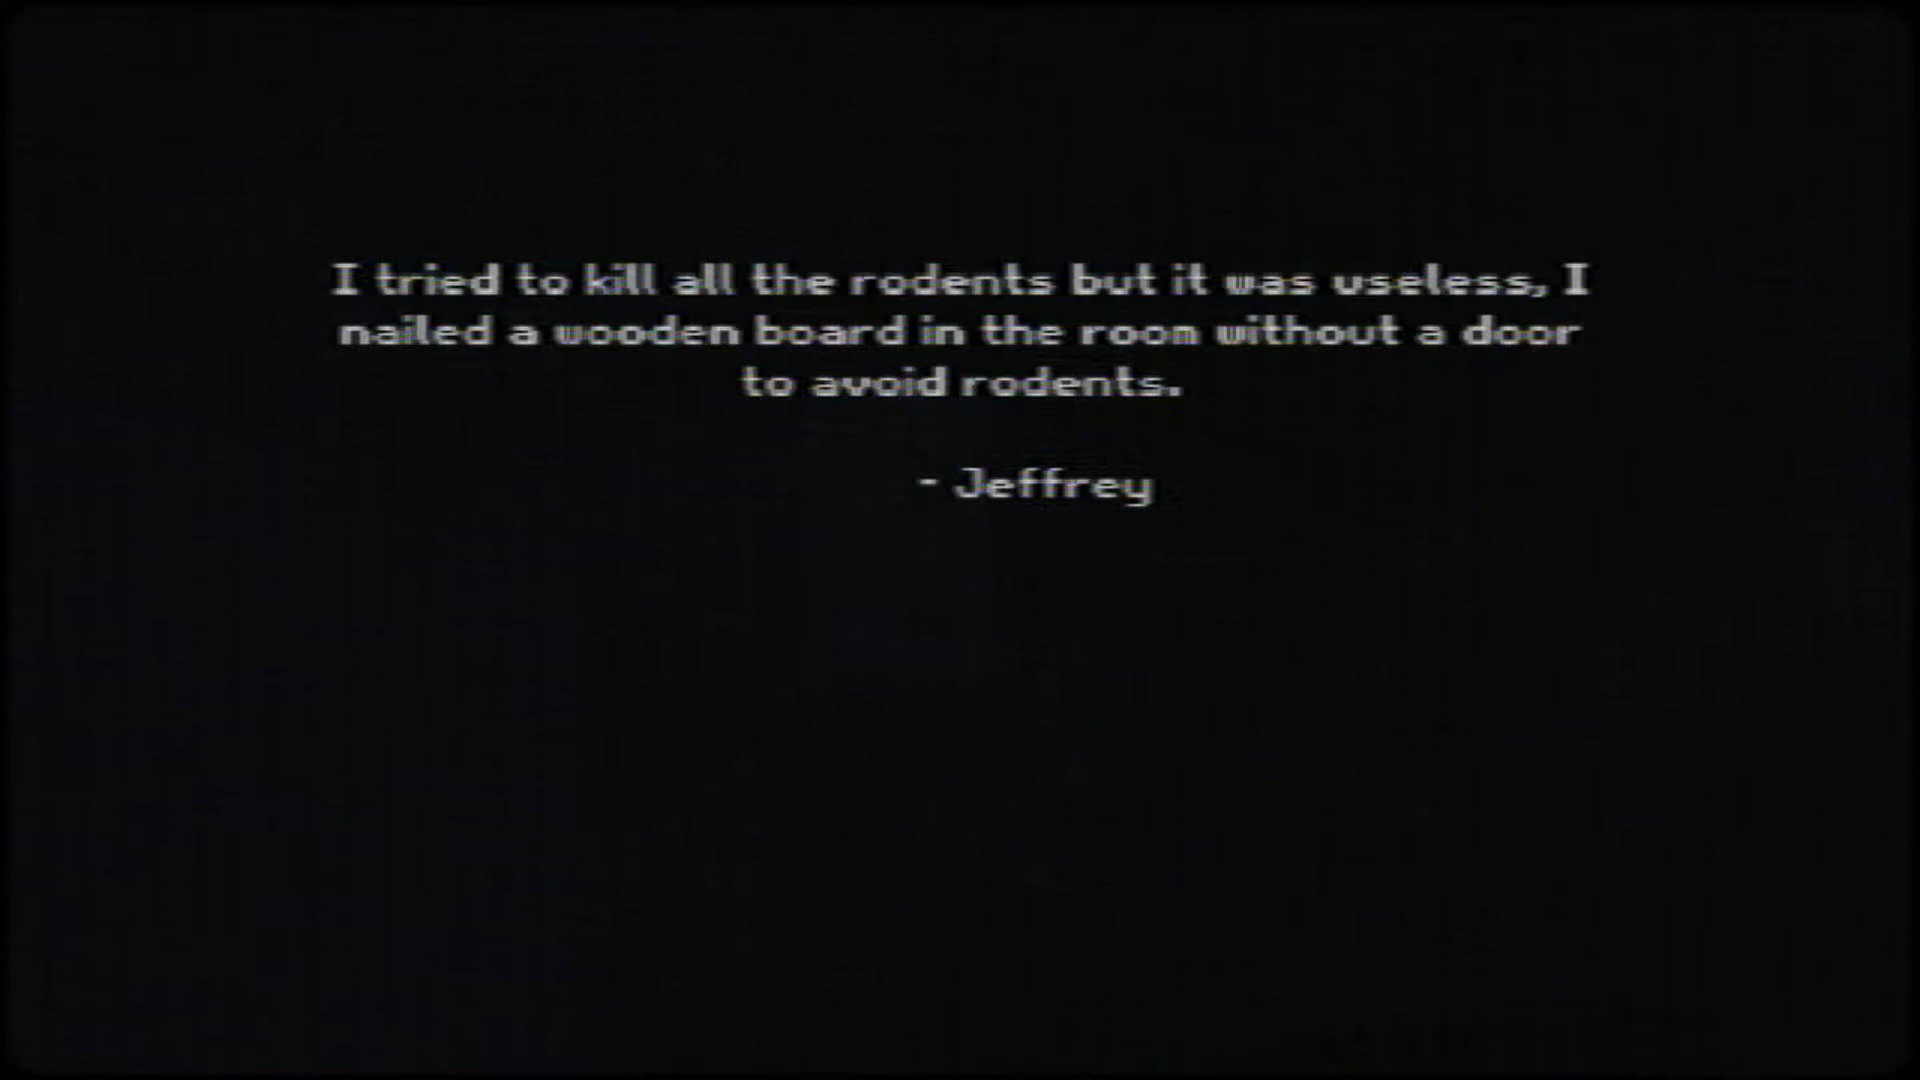 I tried to kill all the rodents but it was useless, I
nailed a wooden board in the room without a door
to avoid rodents.
- Jeffrey